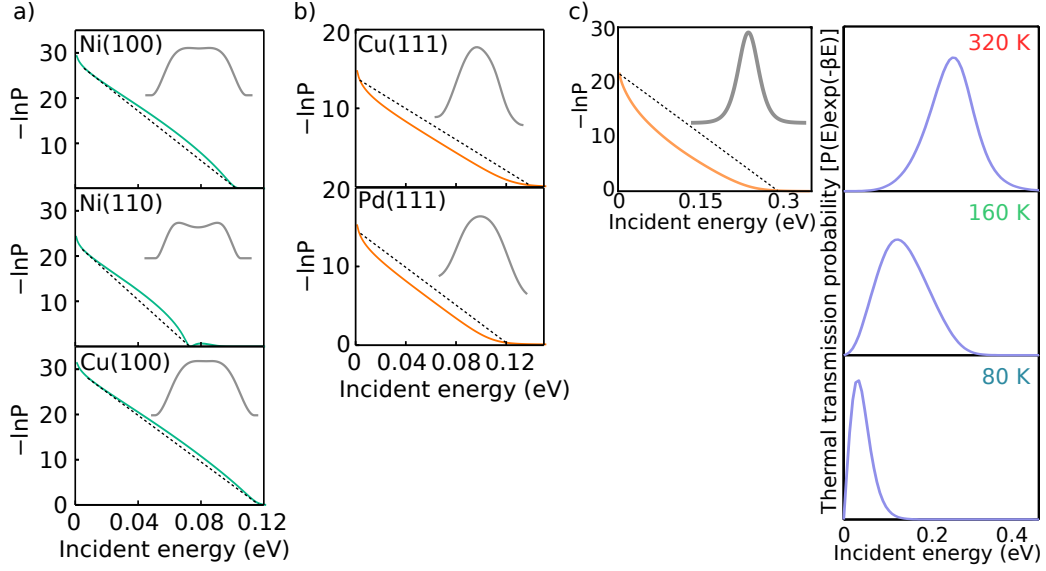 a)
Ni(100)
30
20
10
−lnP
Ni(110)
30
20
10
−lnP
Cu(100)
30
20
10
0
−lnP
0 0.04 0.08 0.12
Incident energy (eV)
b)
20
Cu(111)
10
0
−lnP
20
Pd(111)
10
0
−lnP
0 0.04 0.08 0.12
Incident energy (eV)
c)
30
20
10
0
−lnP
0 0.15 0.3
Incident energy (eV)
Thermal transmission probability [P(E)exp(-βE)]
320 K
160 K
80 K
0 0.2 0.4
Incident energy (eV)